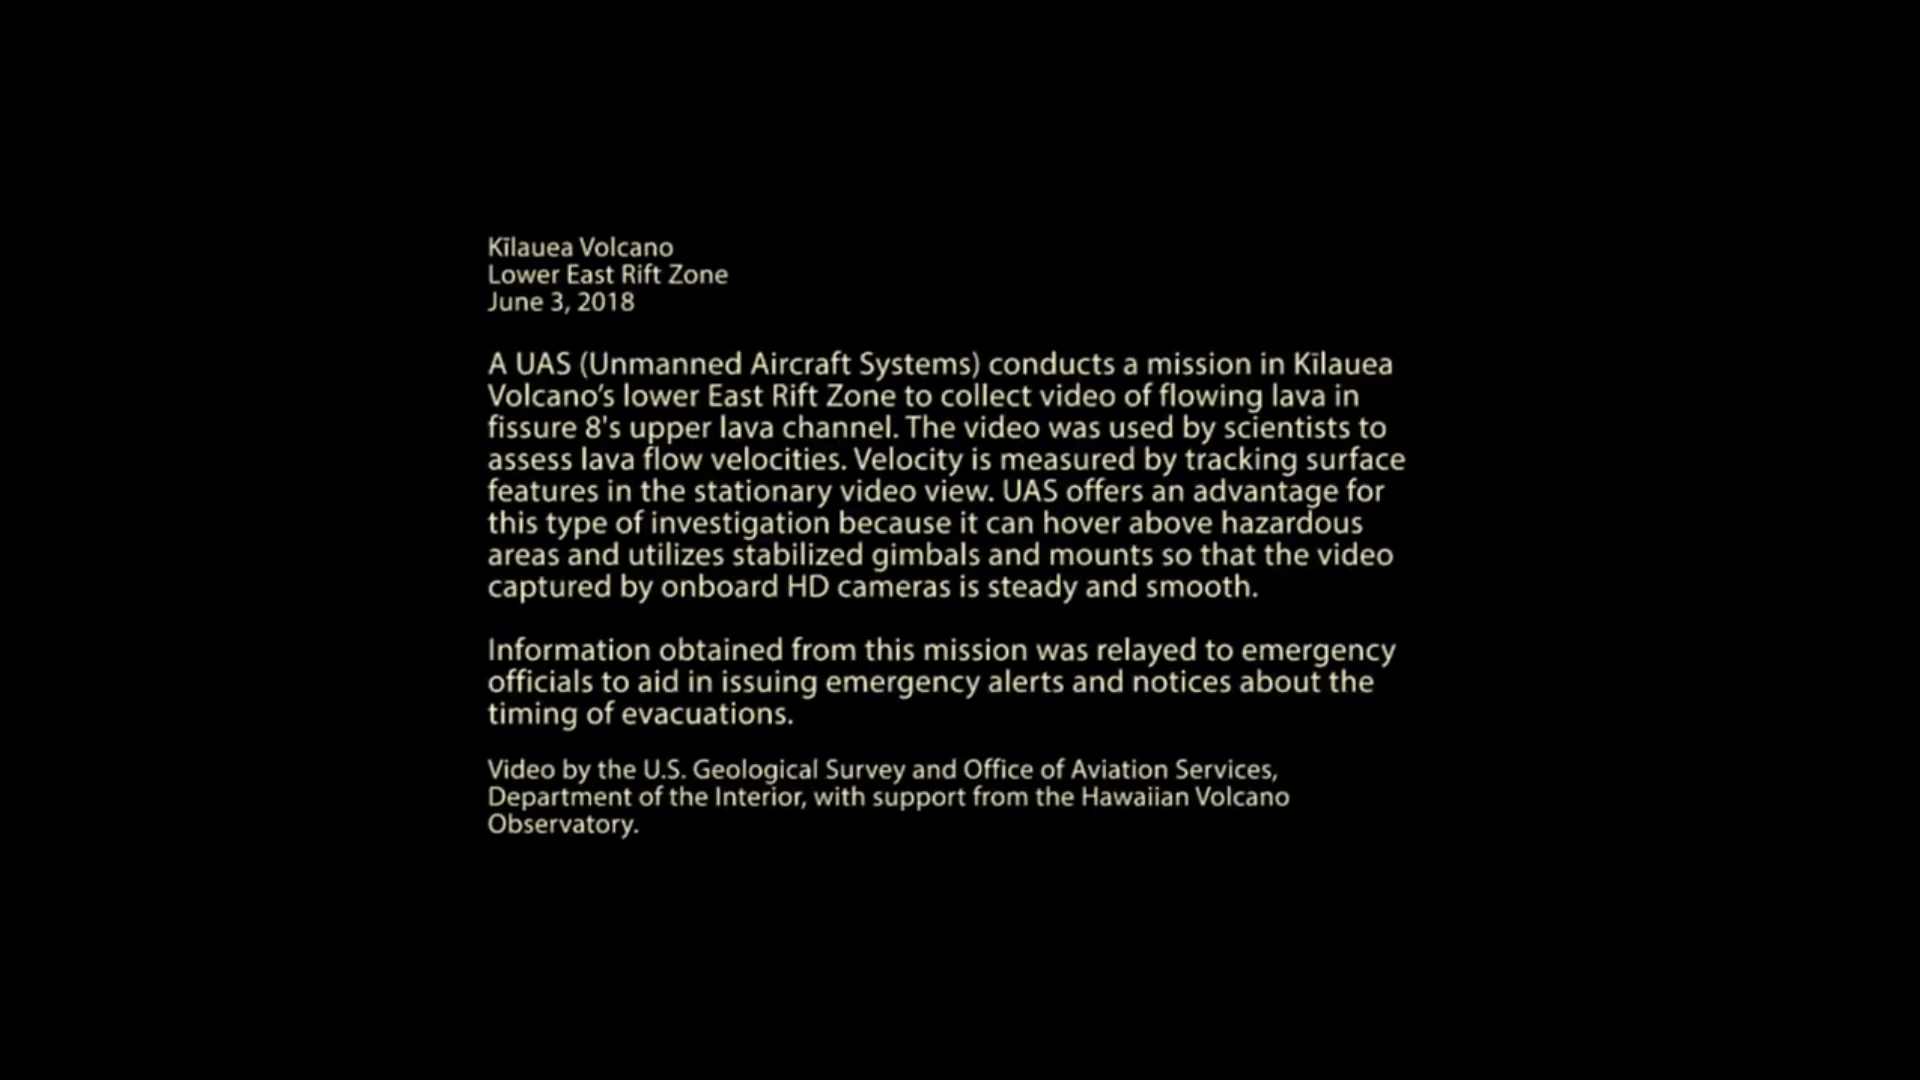 Kīlauea Volcano
Lower East Rift Zone
June 3, 2018
A UAS (Unmanned Aircraft Systems) conducts a mission in Kīlauea
Volcano’s lower East Rift Zone to collect video of flowing lava in
fissure 8's upper lava channel. The video was used by scientists to
assess lava flow velocities. Velocity is measured by tracking surface
features in the stationary video view. UAS offers an advantage for
this type of investigation because it can hover above hazardous
areas and utilizes stabilized gimbals and mounts so that the video
captured by onboard HD cameras is steady and smooth.
Information obtained from this mission was relayed to emergency
officials to aid in issuing emergency alerts and notices about the
timing of evacuations.
Video by the U.S. Geological Survey and Office of Aviation Services,
Department of the Interior, with support from the Hawaiian Volcano
Observatory.